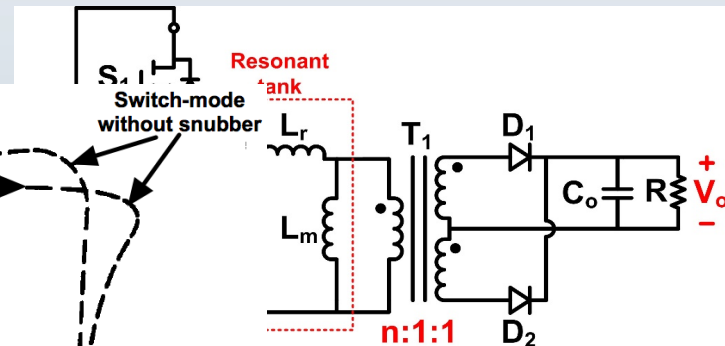 Resonant
tank
S₁
Switch-mode
without snubber
Lr
T₁
D₁
+
Co
R
Vo
Lm
−
n:1:1
D₂